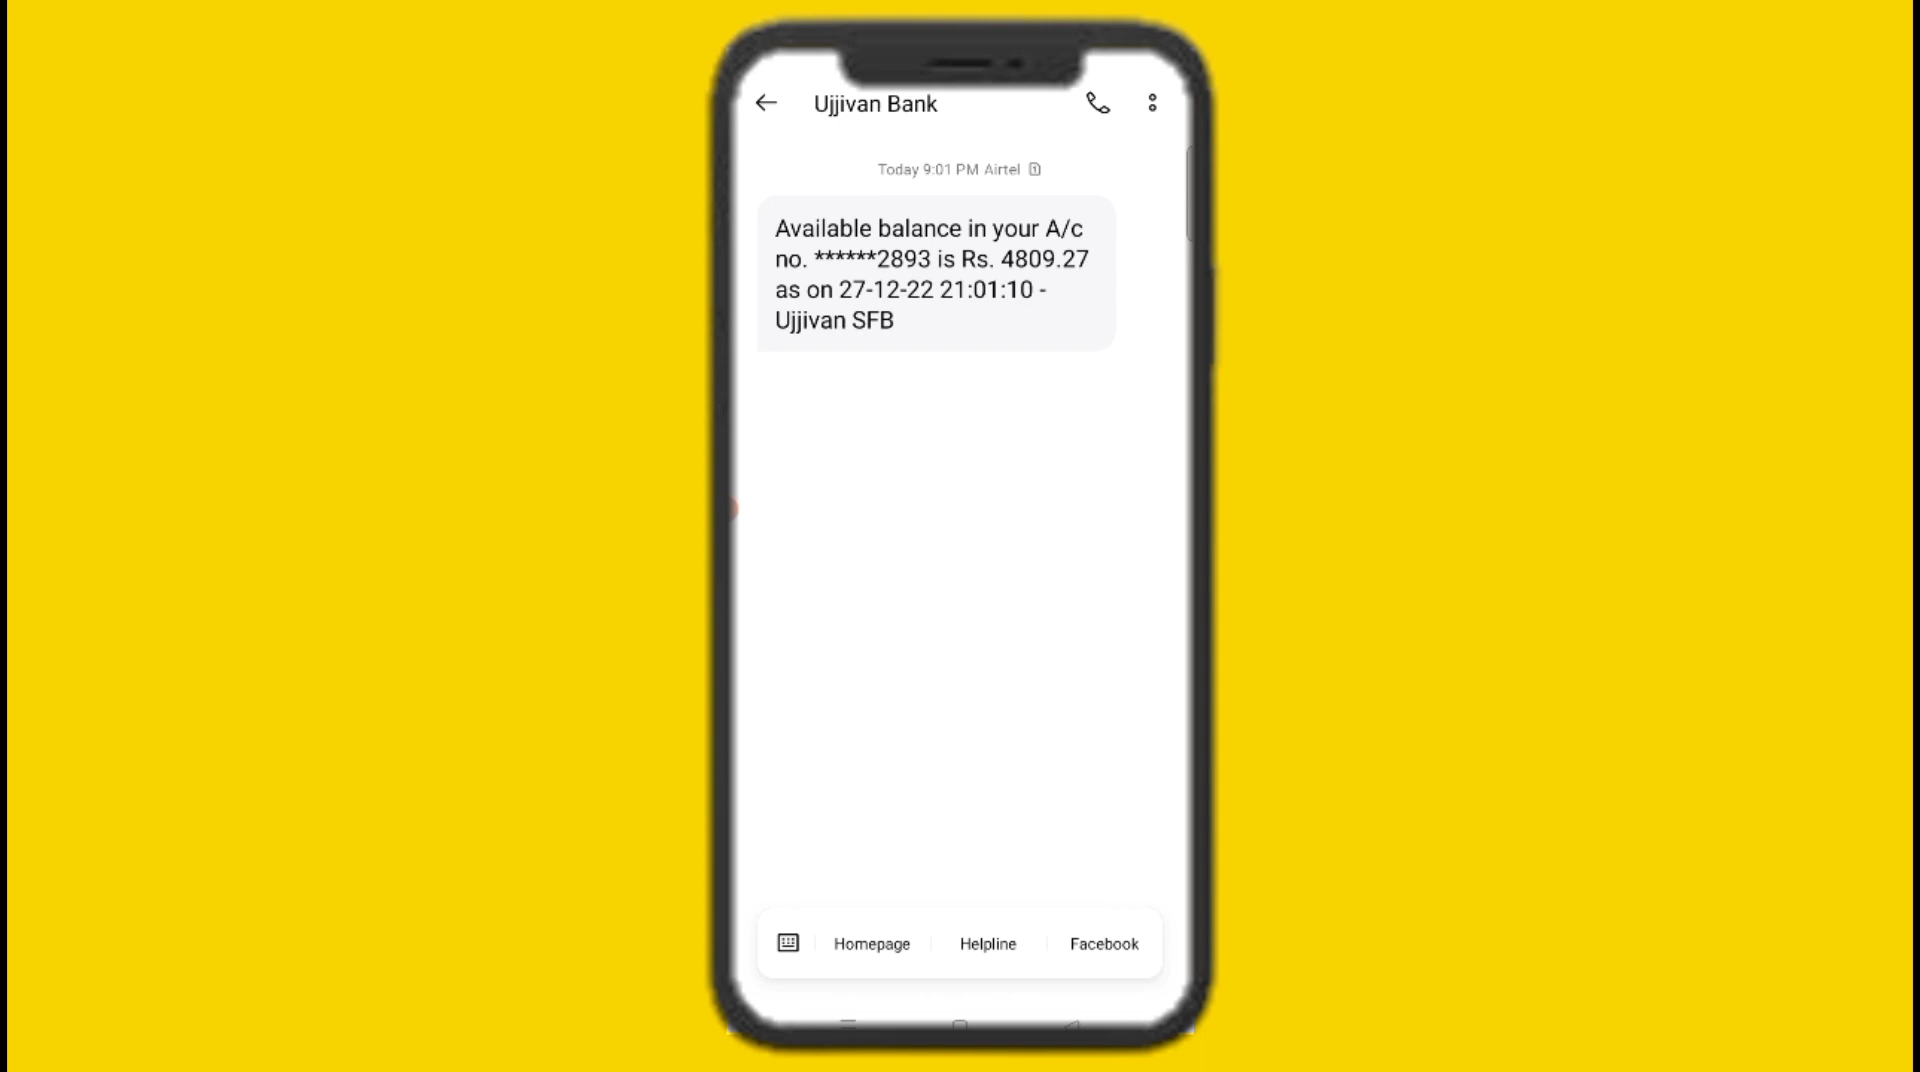 Ujjivan Bank
Today 9:01 PM Airtel 1
Available balance in your A/c
no. ******2893 is Rs. 4809.27
as on 27-12-22 21:01:10 -
Ujjivan SFB
Homepage Helpline Facebook